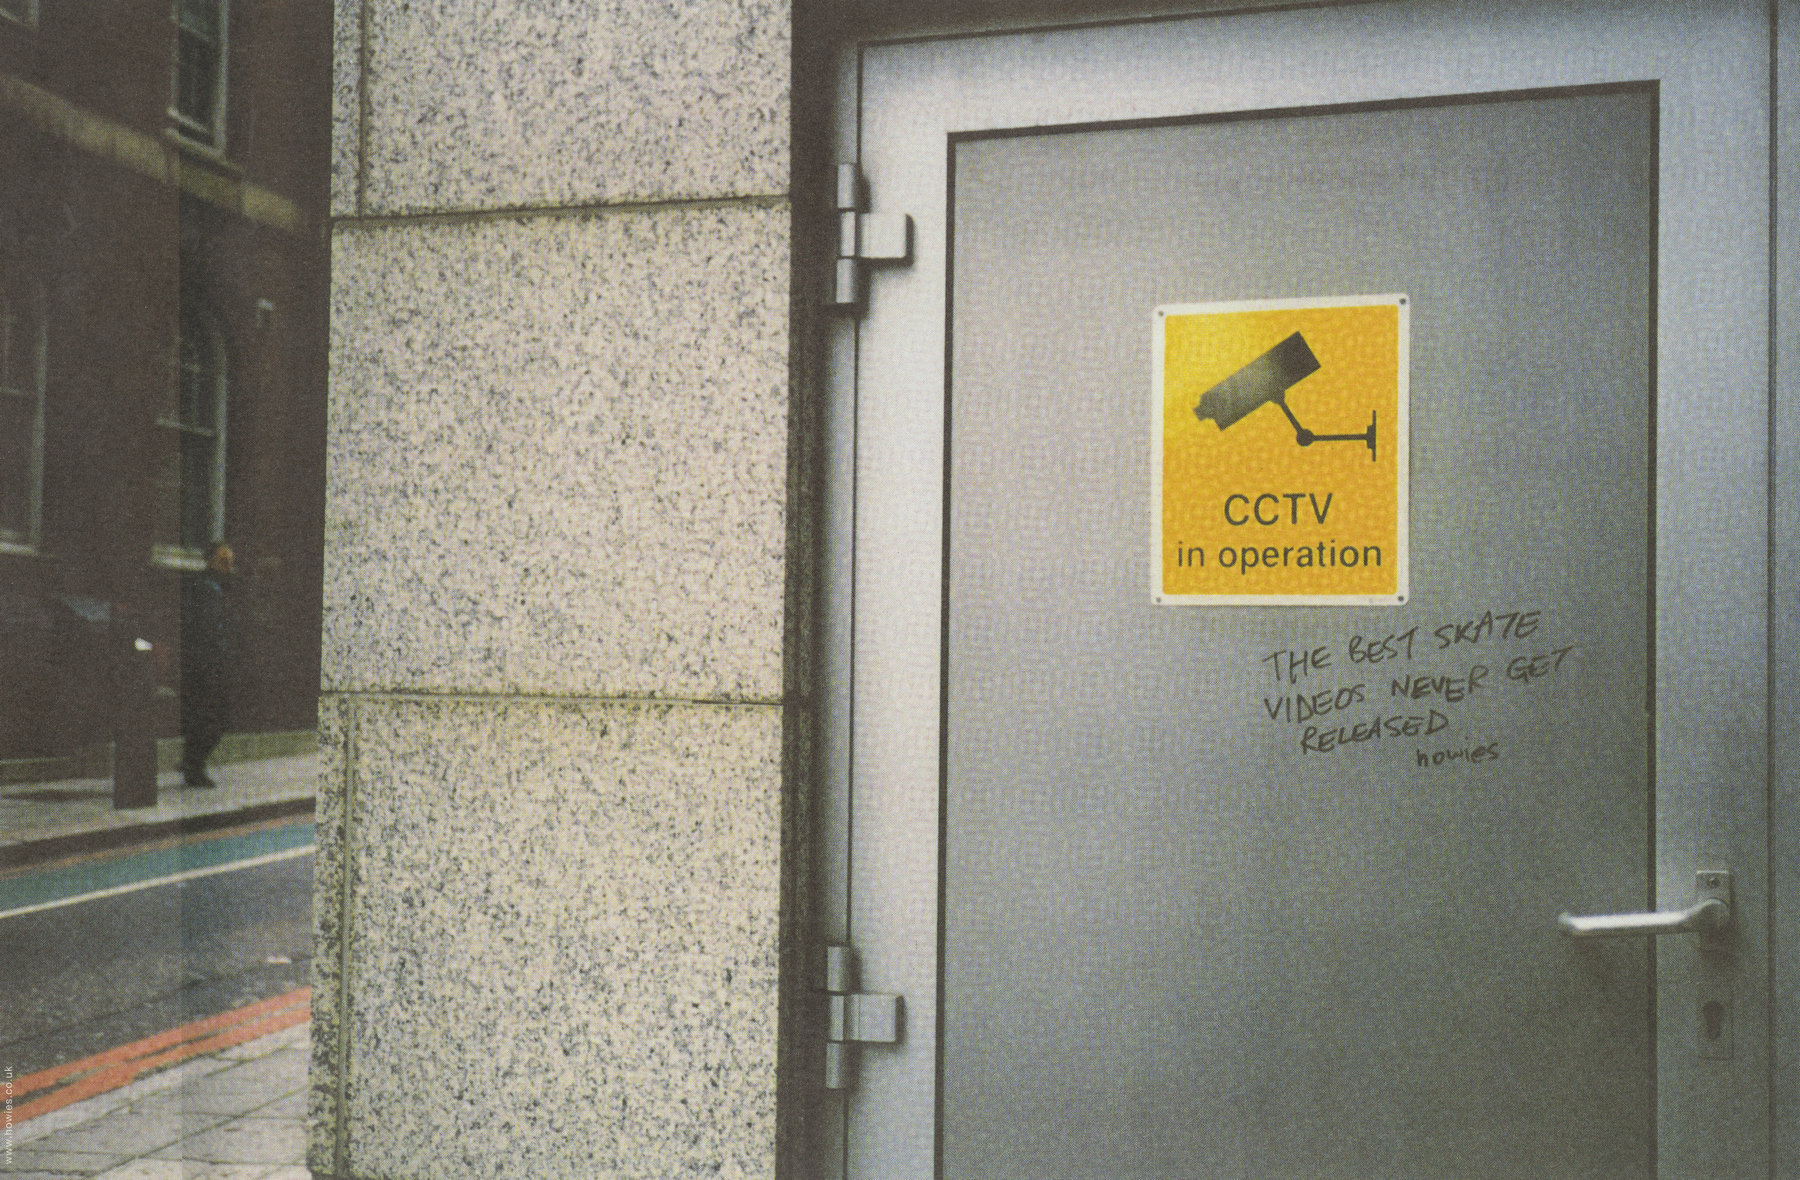 CCTV
in operation
THE BEST SKATE
VIDEOS NEVER GET
RELEASED
howies
www.howies.co.uk